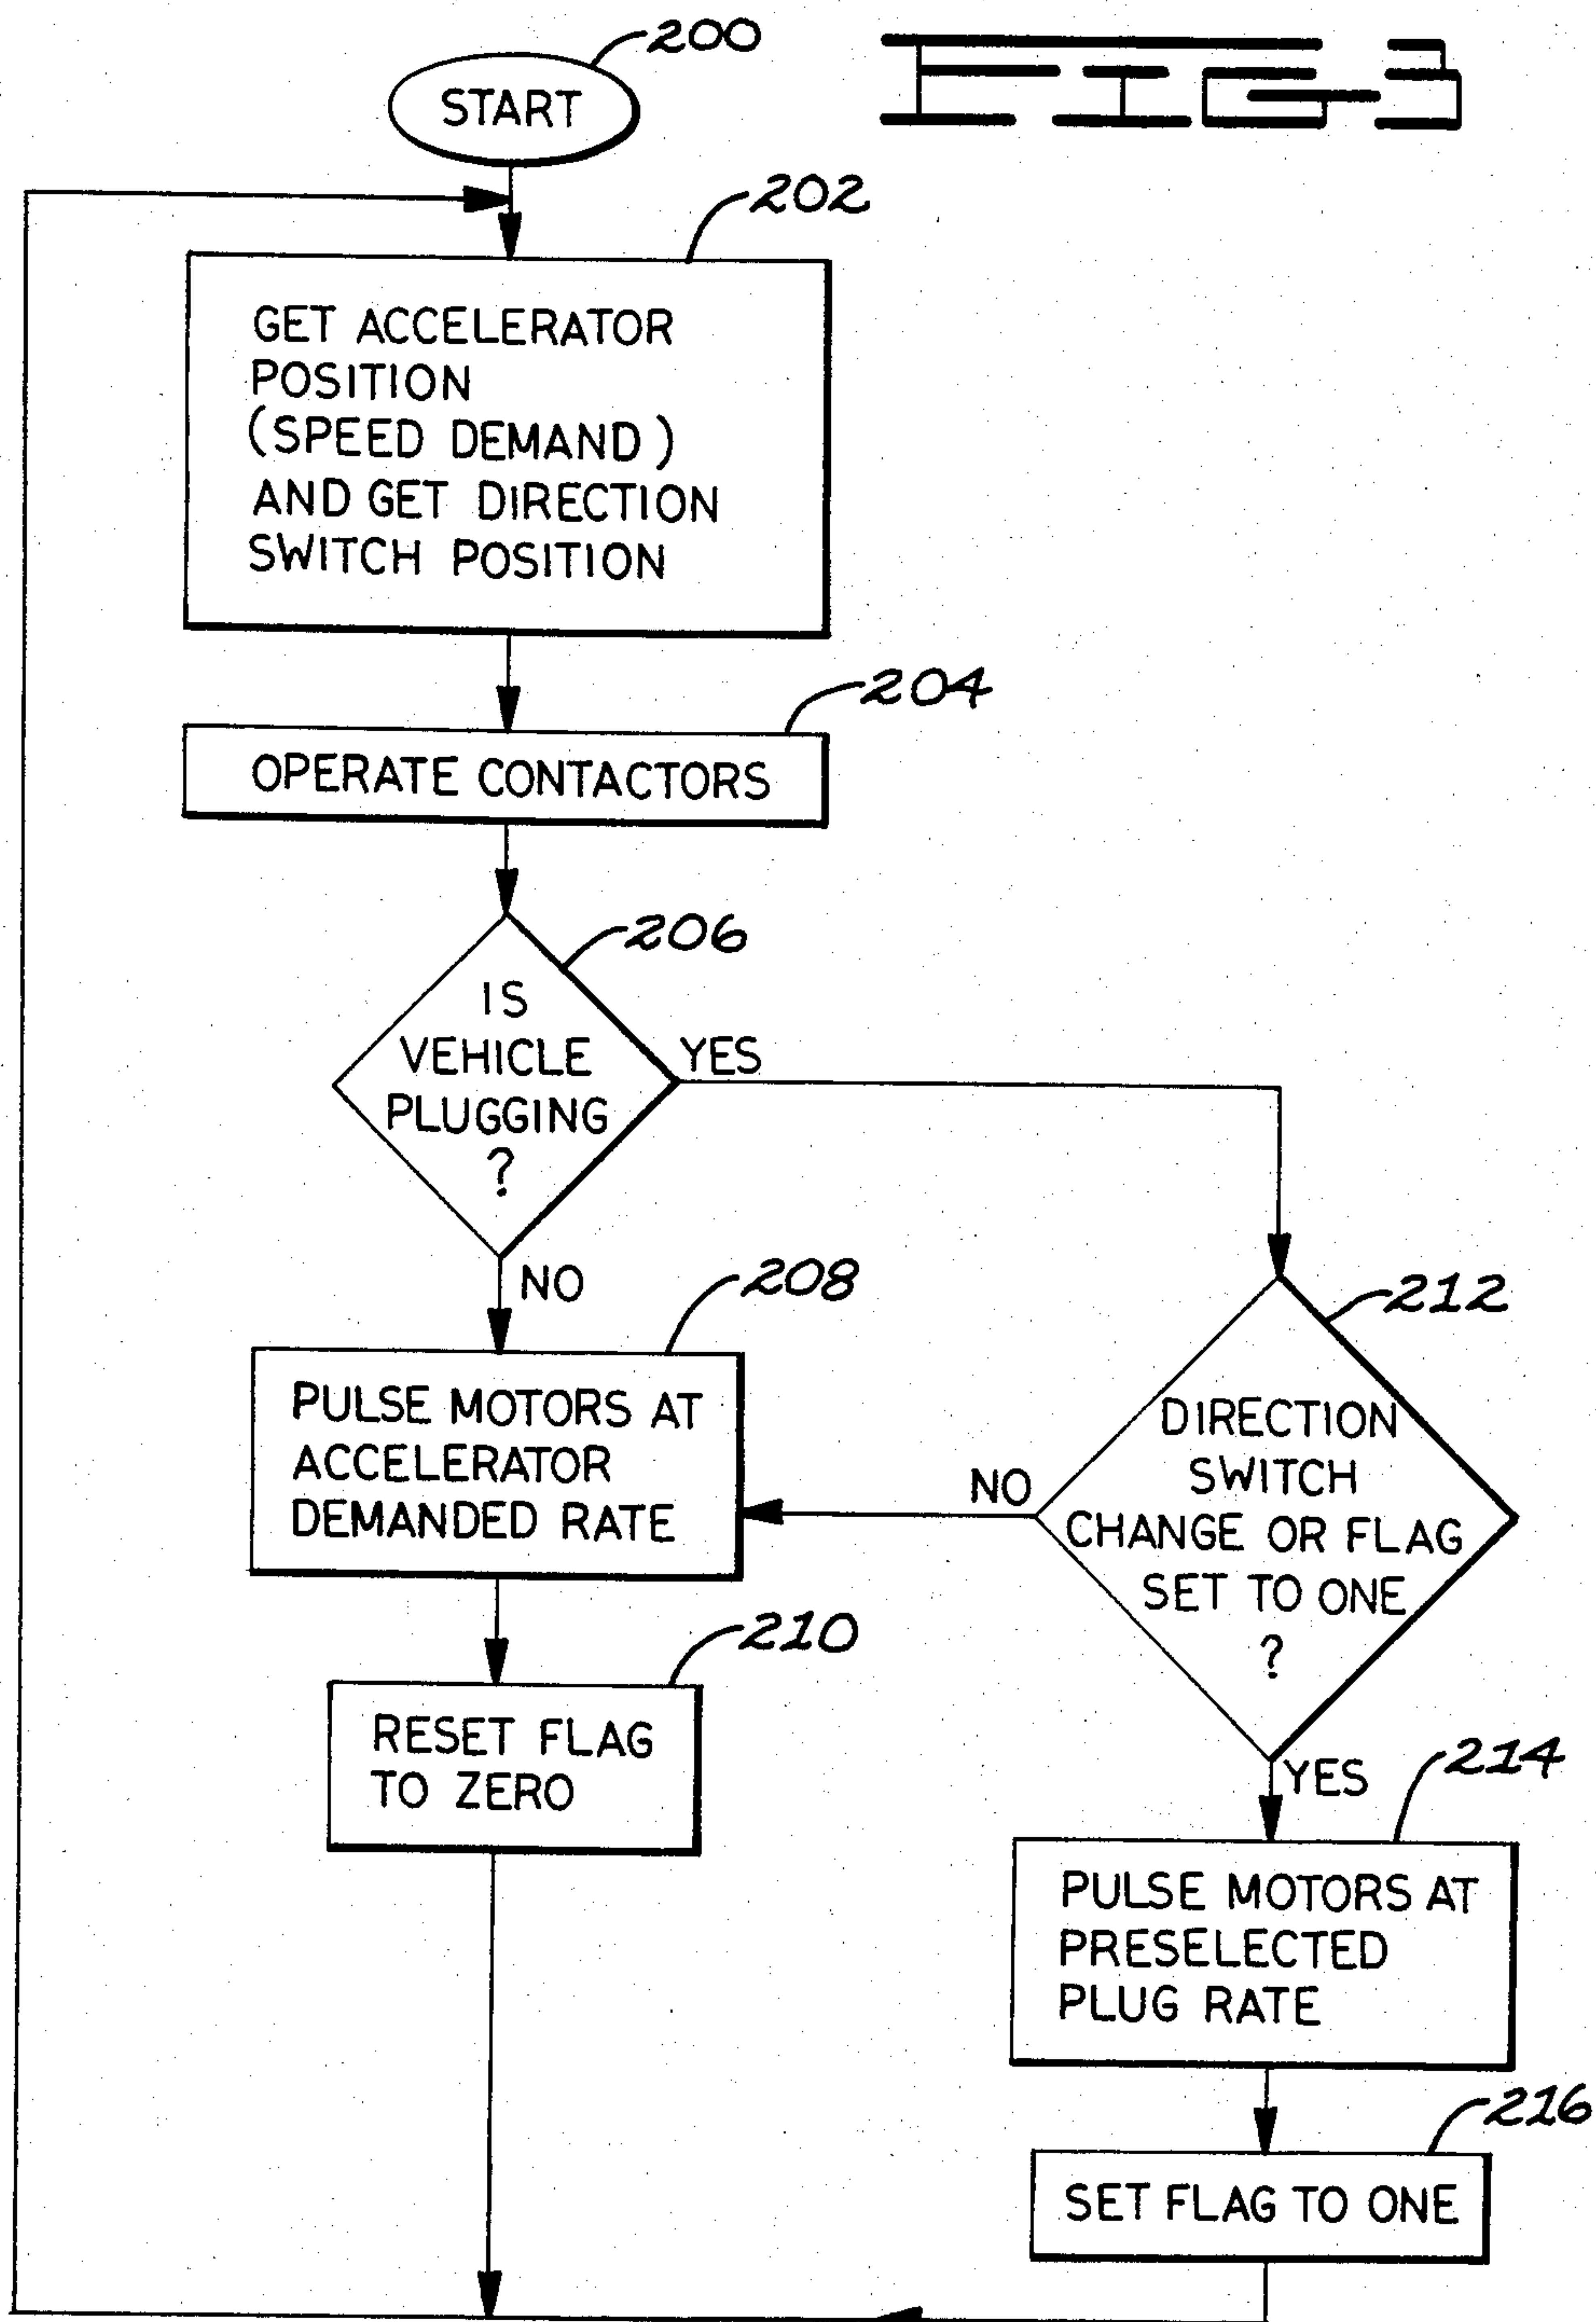 200
START
202
GET ACCELERATOR
POSITION
(SPEED DEMAND)
AND GET DIRECTION
SWITCH POSITION
204
OPERATE CONTACTORS
206
IS
VEHICLE
PLUGGING
?
YES
NO
208
PULSE MOTORS AT
ACCELERATOR
DEMANDED RATE
212
DIRECTION
SWITCH
CHANGE OR FLAG
SET TO ONE
?
NO
YES
210
RESET FLAG
TO ZERO
214
PULSE MOTORS AT
PRESELECTED
PLUG RATE
216
SET FLAG TO ONE